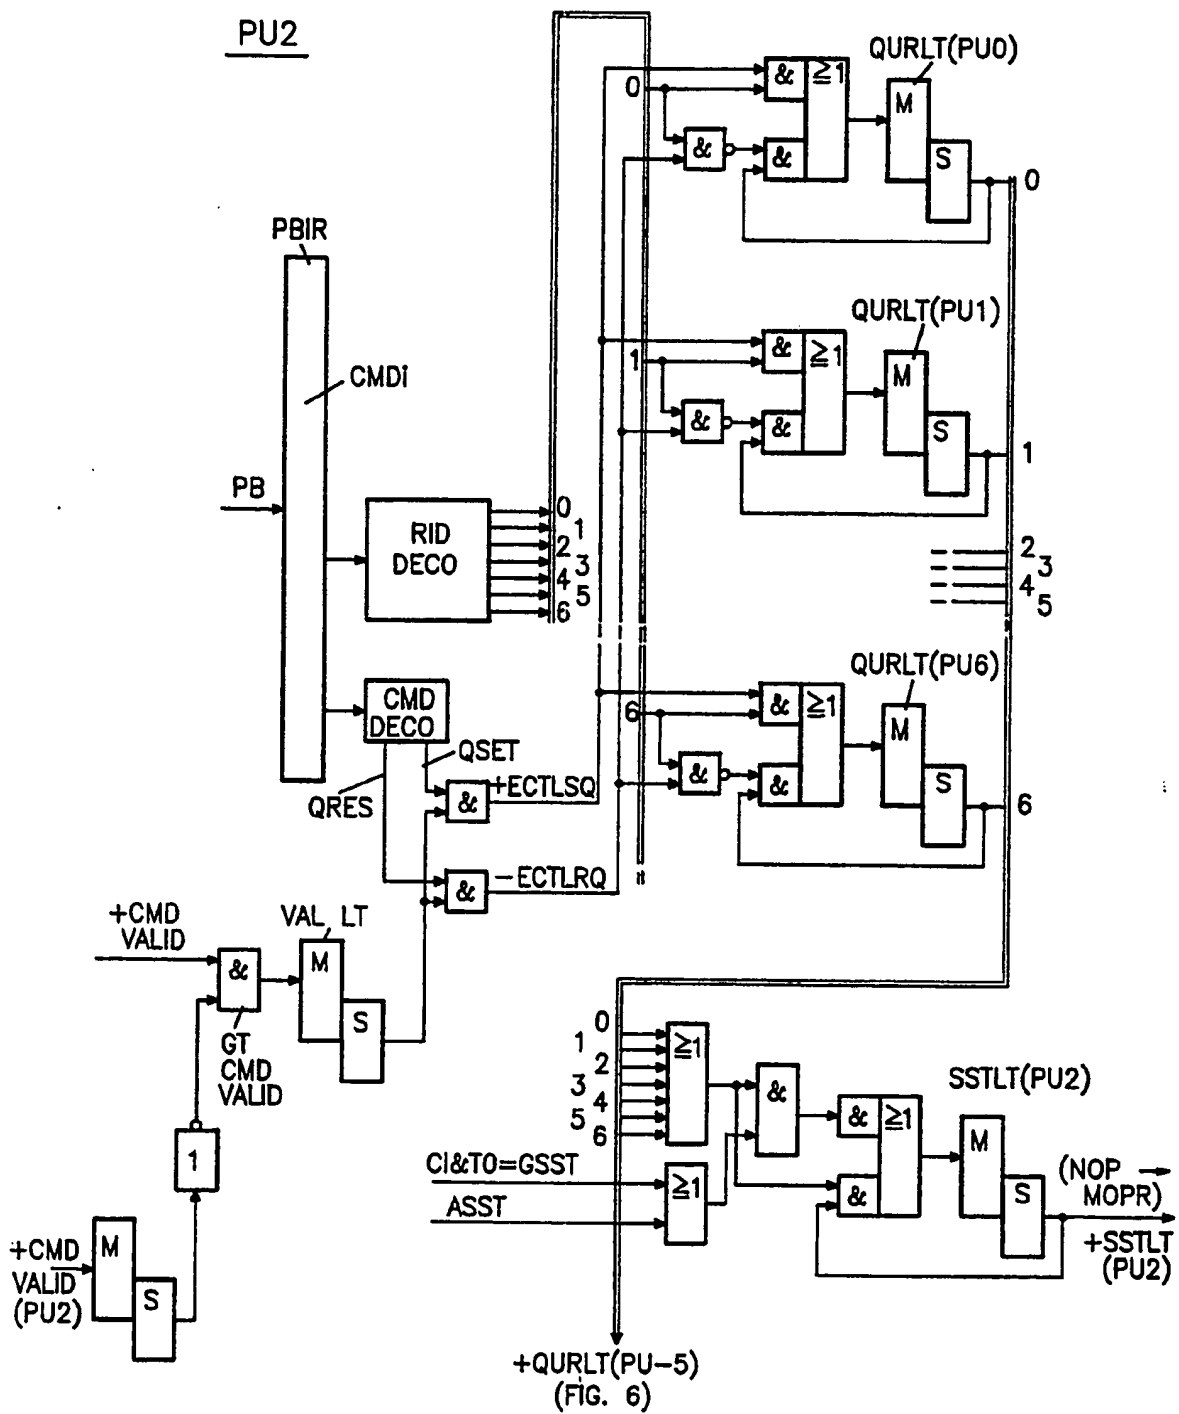 PU2
QURLT(PU0)
0
&
≧1
M
&
&
S
0
PBIR
QURLT(PU1)
CMDi
1
&
≧1
M
&
&
S
1
PB
RID
DECO
0
1
2
3
4
5
6
2
3
4
5
QURLT(PU6)
CMD
DECO
6
&
≧1
M
QSET
&
&
S
6
QRES
&
+ECTLSQ
&
-ECTLRQ
+CMD
VALID
VAL LT
&
M
S
GT
CMD
VALID
0
1
2
3
4
5
6
≧1
&
SSTLT(PU2)
&
≧1
M
1
CI&TO=GSST
≧1
&
S
(NOP →
MOPR)
ASST
+SSTLT
(PU2)
+CMD
VALID
(PU2)
M
S
+QURLT(PU-5)
(FIG. 6)